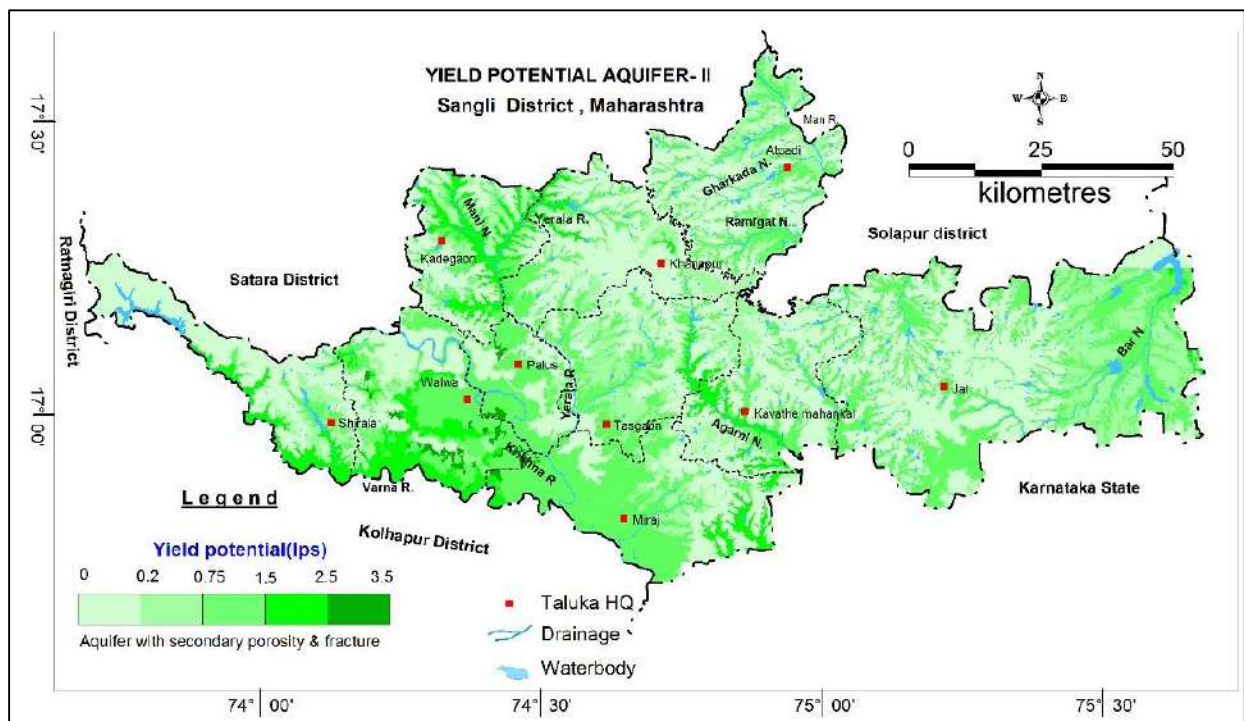 YIELD POTENTIAL AQUIFER- II
Sangli District , Maharashtra
N
W E
S
0 25 50
kilometres
17° 30'
17° 00'
Man R.
Atpadi
Gharkada N.
Ramgat N.
Mani N
Yerala R.
Kadegaon
Khanapur
Solapur district
Ratnagiri District
Satara District
Bar N
Palus
Walwa
Yerala R.
Jat
Shirala
Tasgaon
Kavathe mahankal
Agarni N.
Krishna R
Varna R.
Miraj
Karnataka State
Kolhapur District
Legend
Yield potential(lps)
0 0.2 0.75 1.5 2.5 3.5
Aquifer with secondary porosity & fracture
Taluka HQ
Drainage
Waterbody
74° 00' 74° 30' 75° 00' 75° 30'